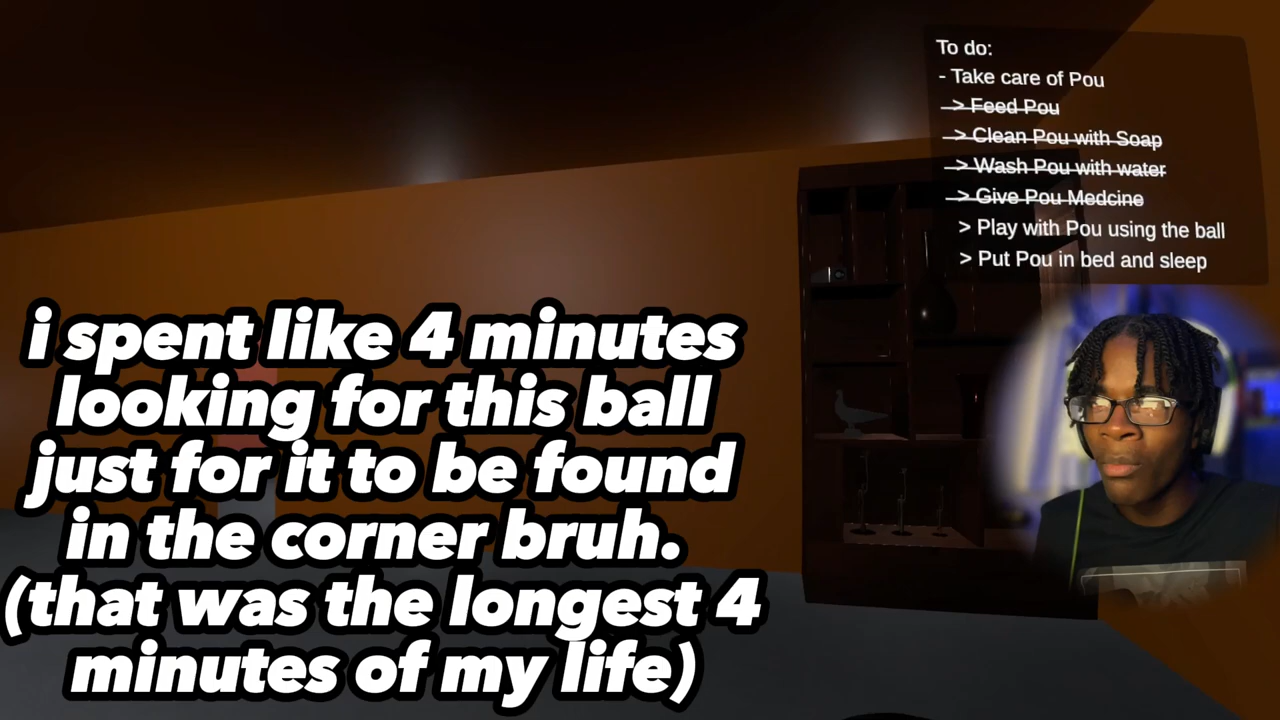 To do:
- Take care of Pou
> Feed Pou
> Clean Pou with Soap
> Wash Pou with water
> Give Pou Medcine
> Play with Pou using the ball
> Put Pou in bed and sleep
i spent like 4 minutes
looking for this ball
just for it to be found
in the corner bruh.
(that was the longest 4
minutes of my life)